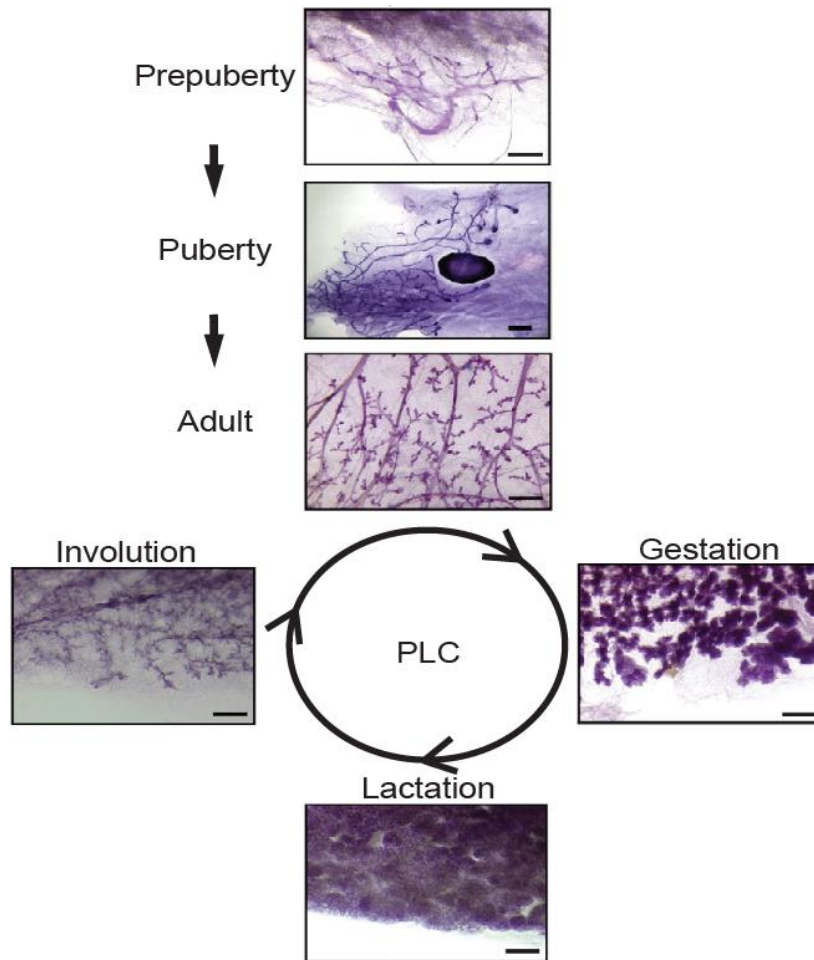 Prepuberty
Puberty
Adult
Involution
Gestation
PLC
Lactation